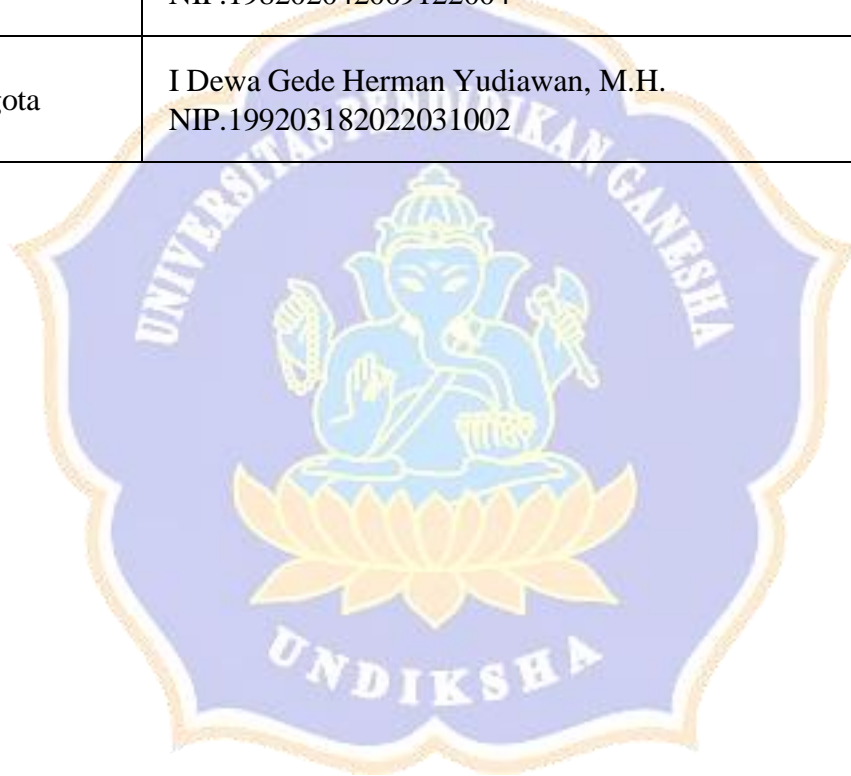 gota
I Dewa Gede Herman Yudiawan, M.H.
NIP.199203182022031002
UNIVERSITAS PENDIDIKAN GANESHA
UNDIKSHA